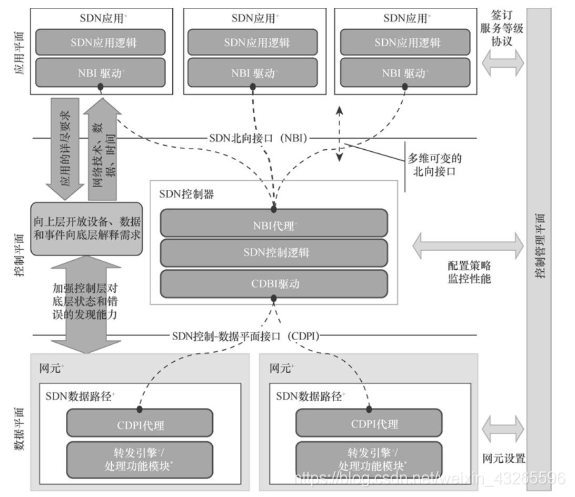 SDN应用+
SDN应用+
SDN应用+
SDN应用逻辑
SDN应用逻辑
SDN应用逻辑
NBI 驱动+
NBI 驱动+
NBI 驱动+
应用平面
签订
服务等级
协议
应用的详尽要求
网络技术、数
据、时间
SDN北向接口（NBI）
多维可变的
北向接口
控制管理平面
控制平面
向上层开放设备、数据
和事件向底层解释需求
SDN控制器
NBI代理+
SDN控制逻辑
CDBI驱动
配置策略
监控性能
加强控制层对
底层状态和错
误的发现能力
SDN控制-数据平面接口（CDPI）
数据平面
网元+
网元+
SDN数据路径+
SDN数据路径+
CDPI代理
CDPI代理
转发引擎/
处理功能模块*
转发引擎/
处理功能模块*
网元设置
https://blog.csdn.net/weixin_43265596